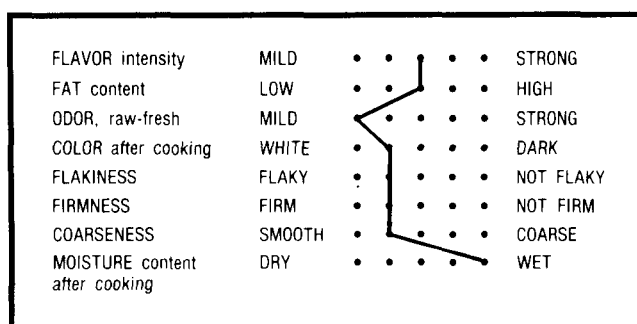 FLAVOR intensity MILD STRONG
FAT content LOW HIGH
ODOR, raw-fresh MILD STRONG
COLOR after cooking WHITE DARK
FLAKINESS FLAKY NOT FLAKY
FIRMNESS FIRM NOT FIRM
COARSENESS SMOOTH COARSE
MOISTURE content DRY WET
after cooking